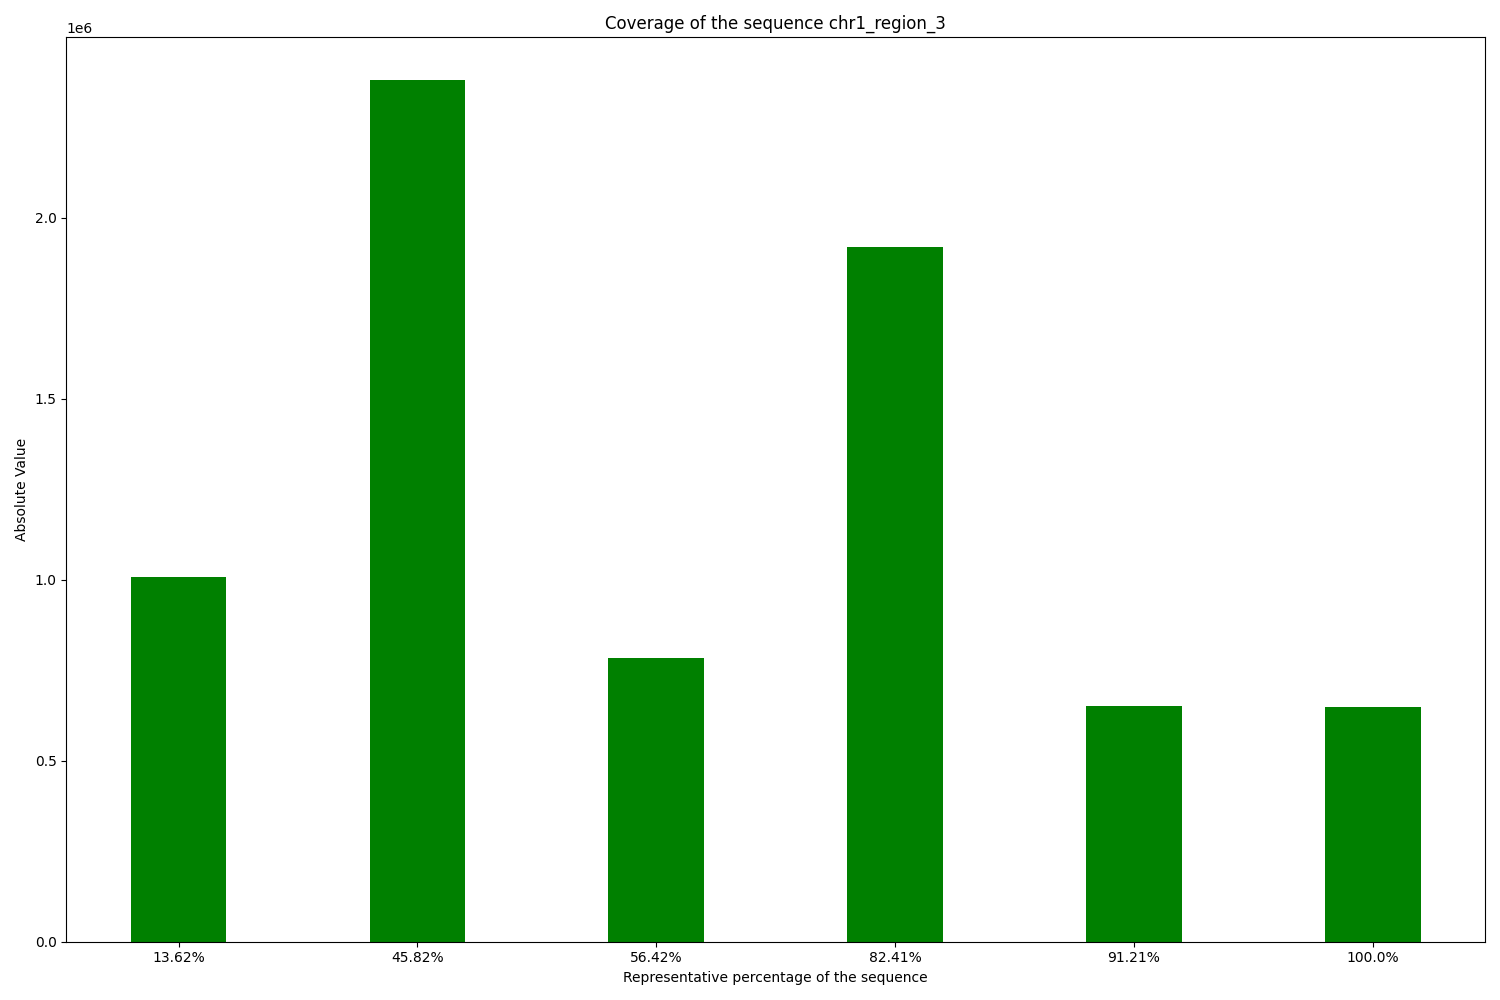 Coverage of the sequence chr1_region_3
1e6
2.0
1.5
1.0
0.5
0.0
Absolute Value
13.62% 45.82% 56.42% 82.41% 91.21% 100.0%
Representative percentage of the sequence